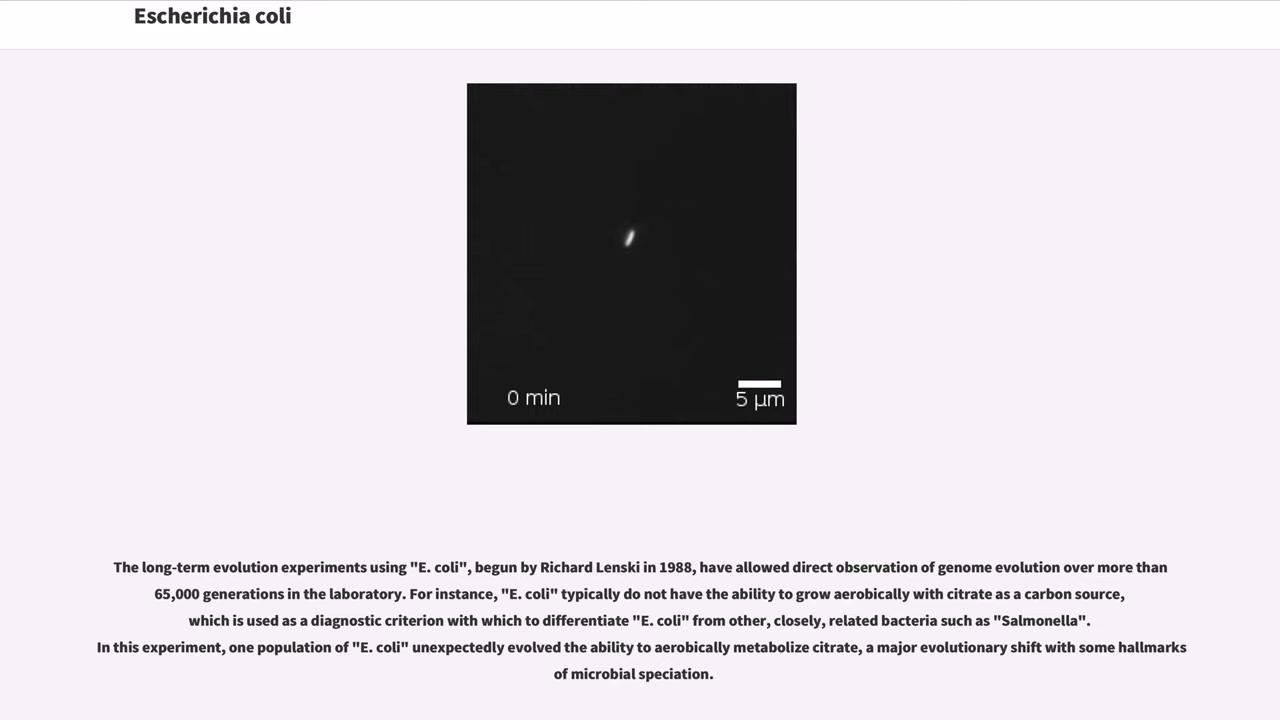 Escherichia coli
0 min
5 µm
The long-term evolution experiments using "E. coli", begun by Richard Lenski in 1988, have allowed direct observation of genome evolution over more than
65,000 generations in the laboratory. For instance, "E. coli" typically do not have the ability to grow aerobically with citrate as a carbon source,
which is used as a diagnostic criterion with which to differentiate "E. coli" from other, closely, related bacteria such as "Salmonella".
In this experiment, one population of "E. coli" unexpectedly evolved the ability to aerobically metabolize citrate, a major evolutionary shift with some hallmarks
of microbial speciation.